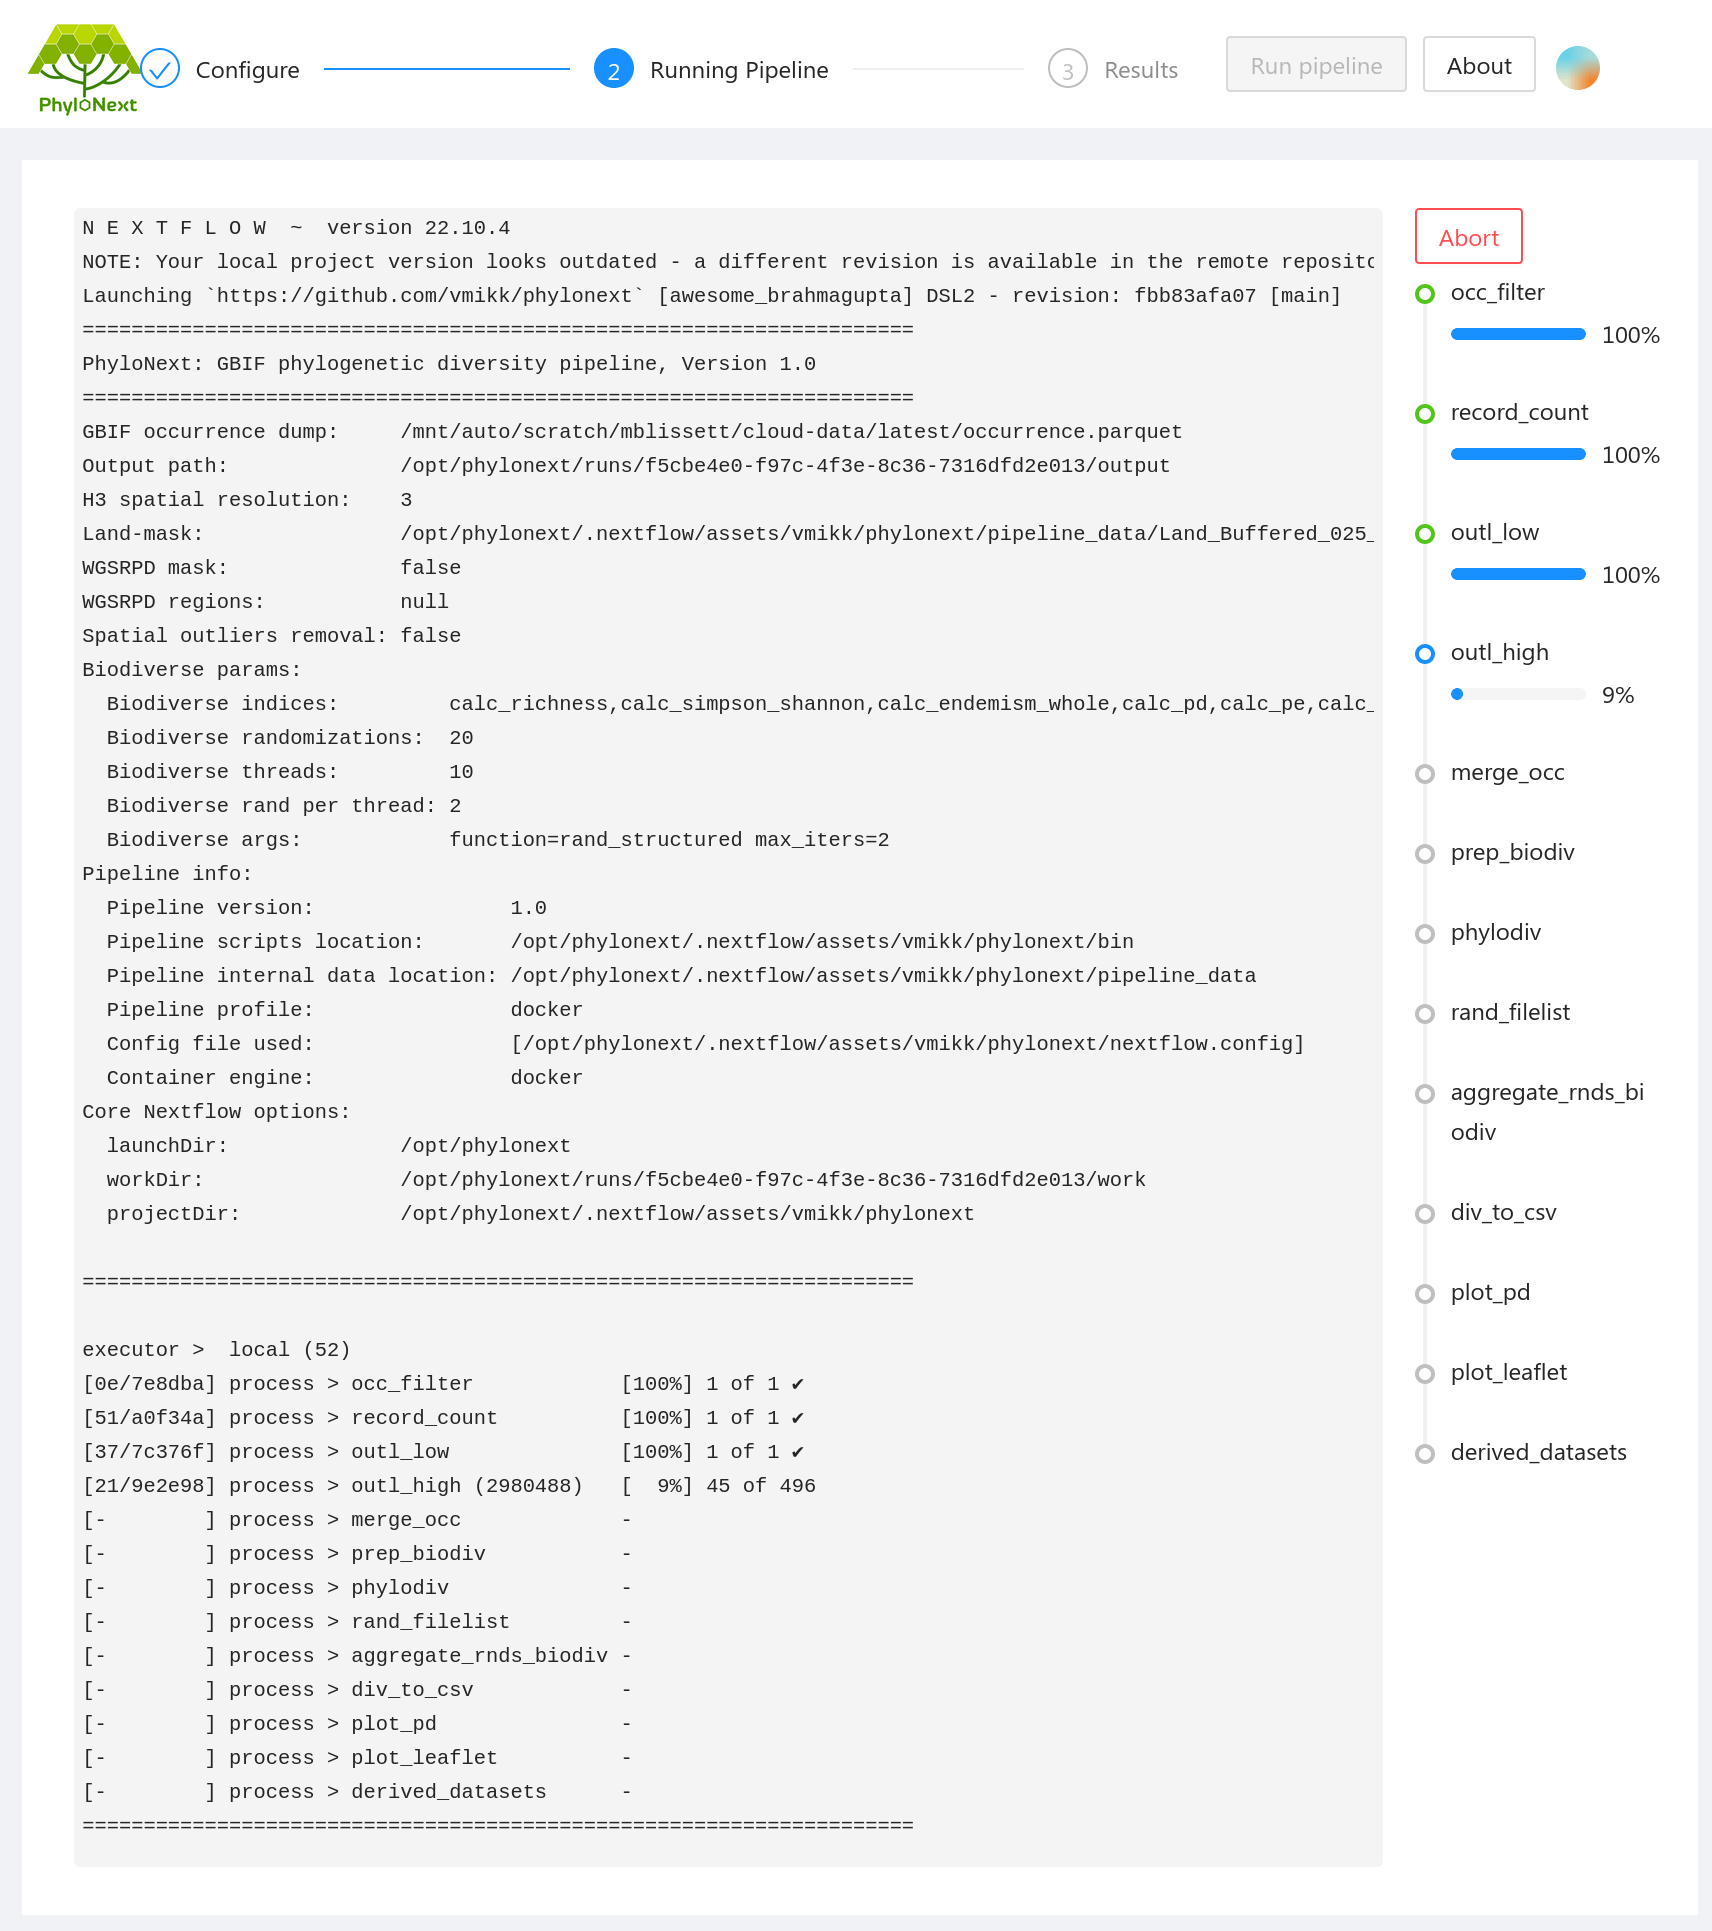 PhyloNext
Configure
2 Running Pipeline
3 Results
Run pipeline
About
N E X T F L O W  ~  version 22.10.4
NOTE: Your local project version looks outdated - a different revision is available in the remote reposito
Launching `https://github.com/vmikk/phylonext` [awesome_brahmagupta] DSL2 - revision: fbb83afa07 [main]
====================================================================
PhyloNext: GBIF phylogenetic diversity pipeline, Version 1.0
====================================================================
GBIF occurrence dump:     /mnt/auto/scratch/mblissett/cloud-data/latest/occurrence.parquet
Output path:              /opt/phylonext/runs/f5cbe4e0-f97c-4f3e-8c36-7316dfd2e013/output
H3 spatial resolution:    3
Land-mask:                /opt/phylonext/.nextflow/assets/vmikk/phylonext/pipeline_data/Land_Buffered_025_
WGSRPD mask:              false
WGSRPD regions:           null
Spatial outliers removal: false
Biodiverse params:
  Biodiverse indices:         calc_richness,calc_simpson_shannon,calc_endemism_whole,calc_pd,calc_pe,calc_
  Biodiverse randomizations:  20
  Biodiverse threads:         10
  Biodiverse rand per thread: 2
  Biodiverse args:            function=rand_structured max_iters=2
Pipeline info:
  Pipeline version:                1.0
  Pipeline scripts location:       /opt/phylonext/.nextflow/assets/vmikk/phylonext/bin
  Pipeline internal data location: /opt/phylonext/.nextflow/assets/vmikk/phylonext/pipeline_data
  Pipeline profile:                docker
  Config file used:                [/opt/phylonext/.nextflow/assets/vmikk/phylonext/nextflow.config]
  Container engine:                docker
Core Nextflow options:
  launchDir:              /opt/phylonext
  workDir:                /opt/phylonext/runs/f5cbe4e0-f97c-4f3e-8c36-7316dfd2e013/work
  projectDir:             /opt/phylonext/.nextflow/assets/vmikk/phylonext
====================================================================
executor >  local (52)
[0e/7e8dba] process > occ_filter            [100%] 1 of 1 ✔
[51/a0f34a] process > record_count          [100%] 1 of 1 ✔
[37/7c376f] process > outl_low              [100%] 1 of 1 ✔
[21/9e2e98] process > outl_high (2980488)   [  9%] 45 of 496
[-        ] process > merge_occ             -
[-        ] process > prep_biodiv           -
[-        ] process > phylodiv              -
[-        ] process > rand_filelist         -
[-        ] process > aggregate_rnds_biodiv -
[-        ] process > div_to_csv            -
[-        ] process > plot_pd               -
[-        ] process > plot_leaflet          -
[-        ] process > derived_datasets      -
====================================================================
Abort
occ_filter
100%
record_count
100%
outl_low
100%
outl_high
9%
merge_occ
prep_biodiv
phylodiv
rand_filelist
aggregate_rnds_bi
odiv
div_to_csv
plot_pd
plot_leaflet
derived_datasets